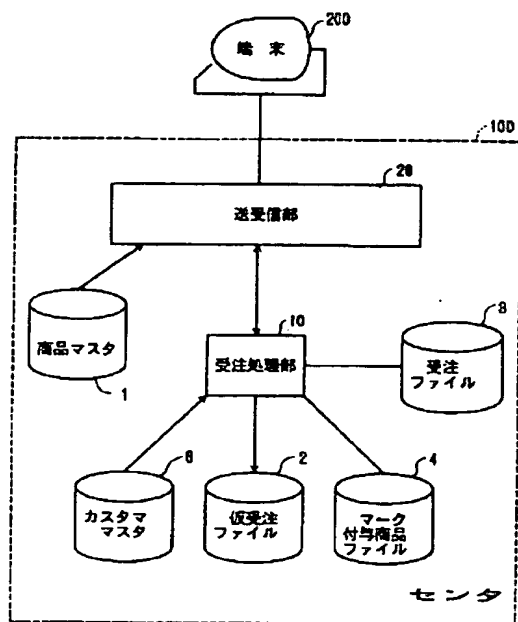 200
端末
100
20
送受信部
商品マスタ
1
10
受注処理部
3
受注
ファイル
6
カスタマ
マスタ
2
仮受注
ファイル
4
マーク
付与商品
ファイル
センタ